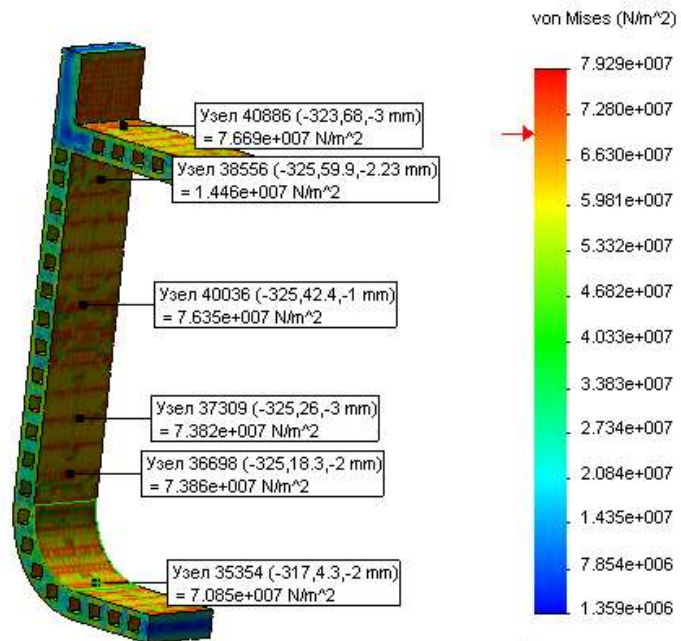 von Mises (N/m^2)
7.929e+007
7.280e+007
6.630e+007
5.981e+007
5.332e+007
4.682e+007
4.033e+007
3.383e+007
2.734e+007
2.084e+007
1.435e+007
7.854e+006
1.359e+006
Узел 40886 (-323,68,-3 mm)
= 7.669e+007 N/m^2
Узел 38556 (-325,59.9,-2.23 mm)
= 1.446e+007 N/m^2
Узел 40036 (-325,42.4,-1 mm)
= 7.635e+007 N/m^2
Узел 37309 (-325,26,-3 mm)
= 7.382e+007 N/m^2
Узел 36698 (-325,18.3,-2 mm)
= 7.386e+007 N/m^2
Узел 35354 (-317,4.3,-2 mm)
= 7.085e+007 N/m^2